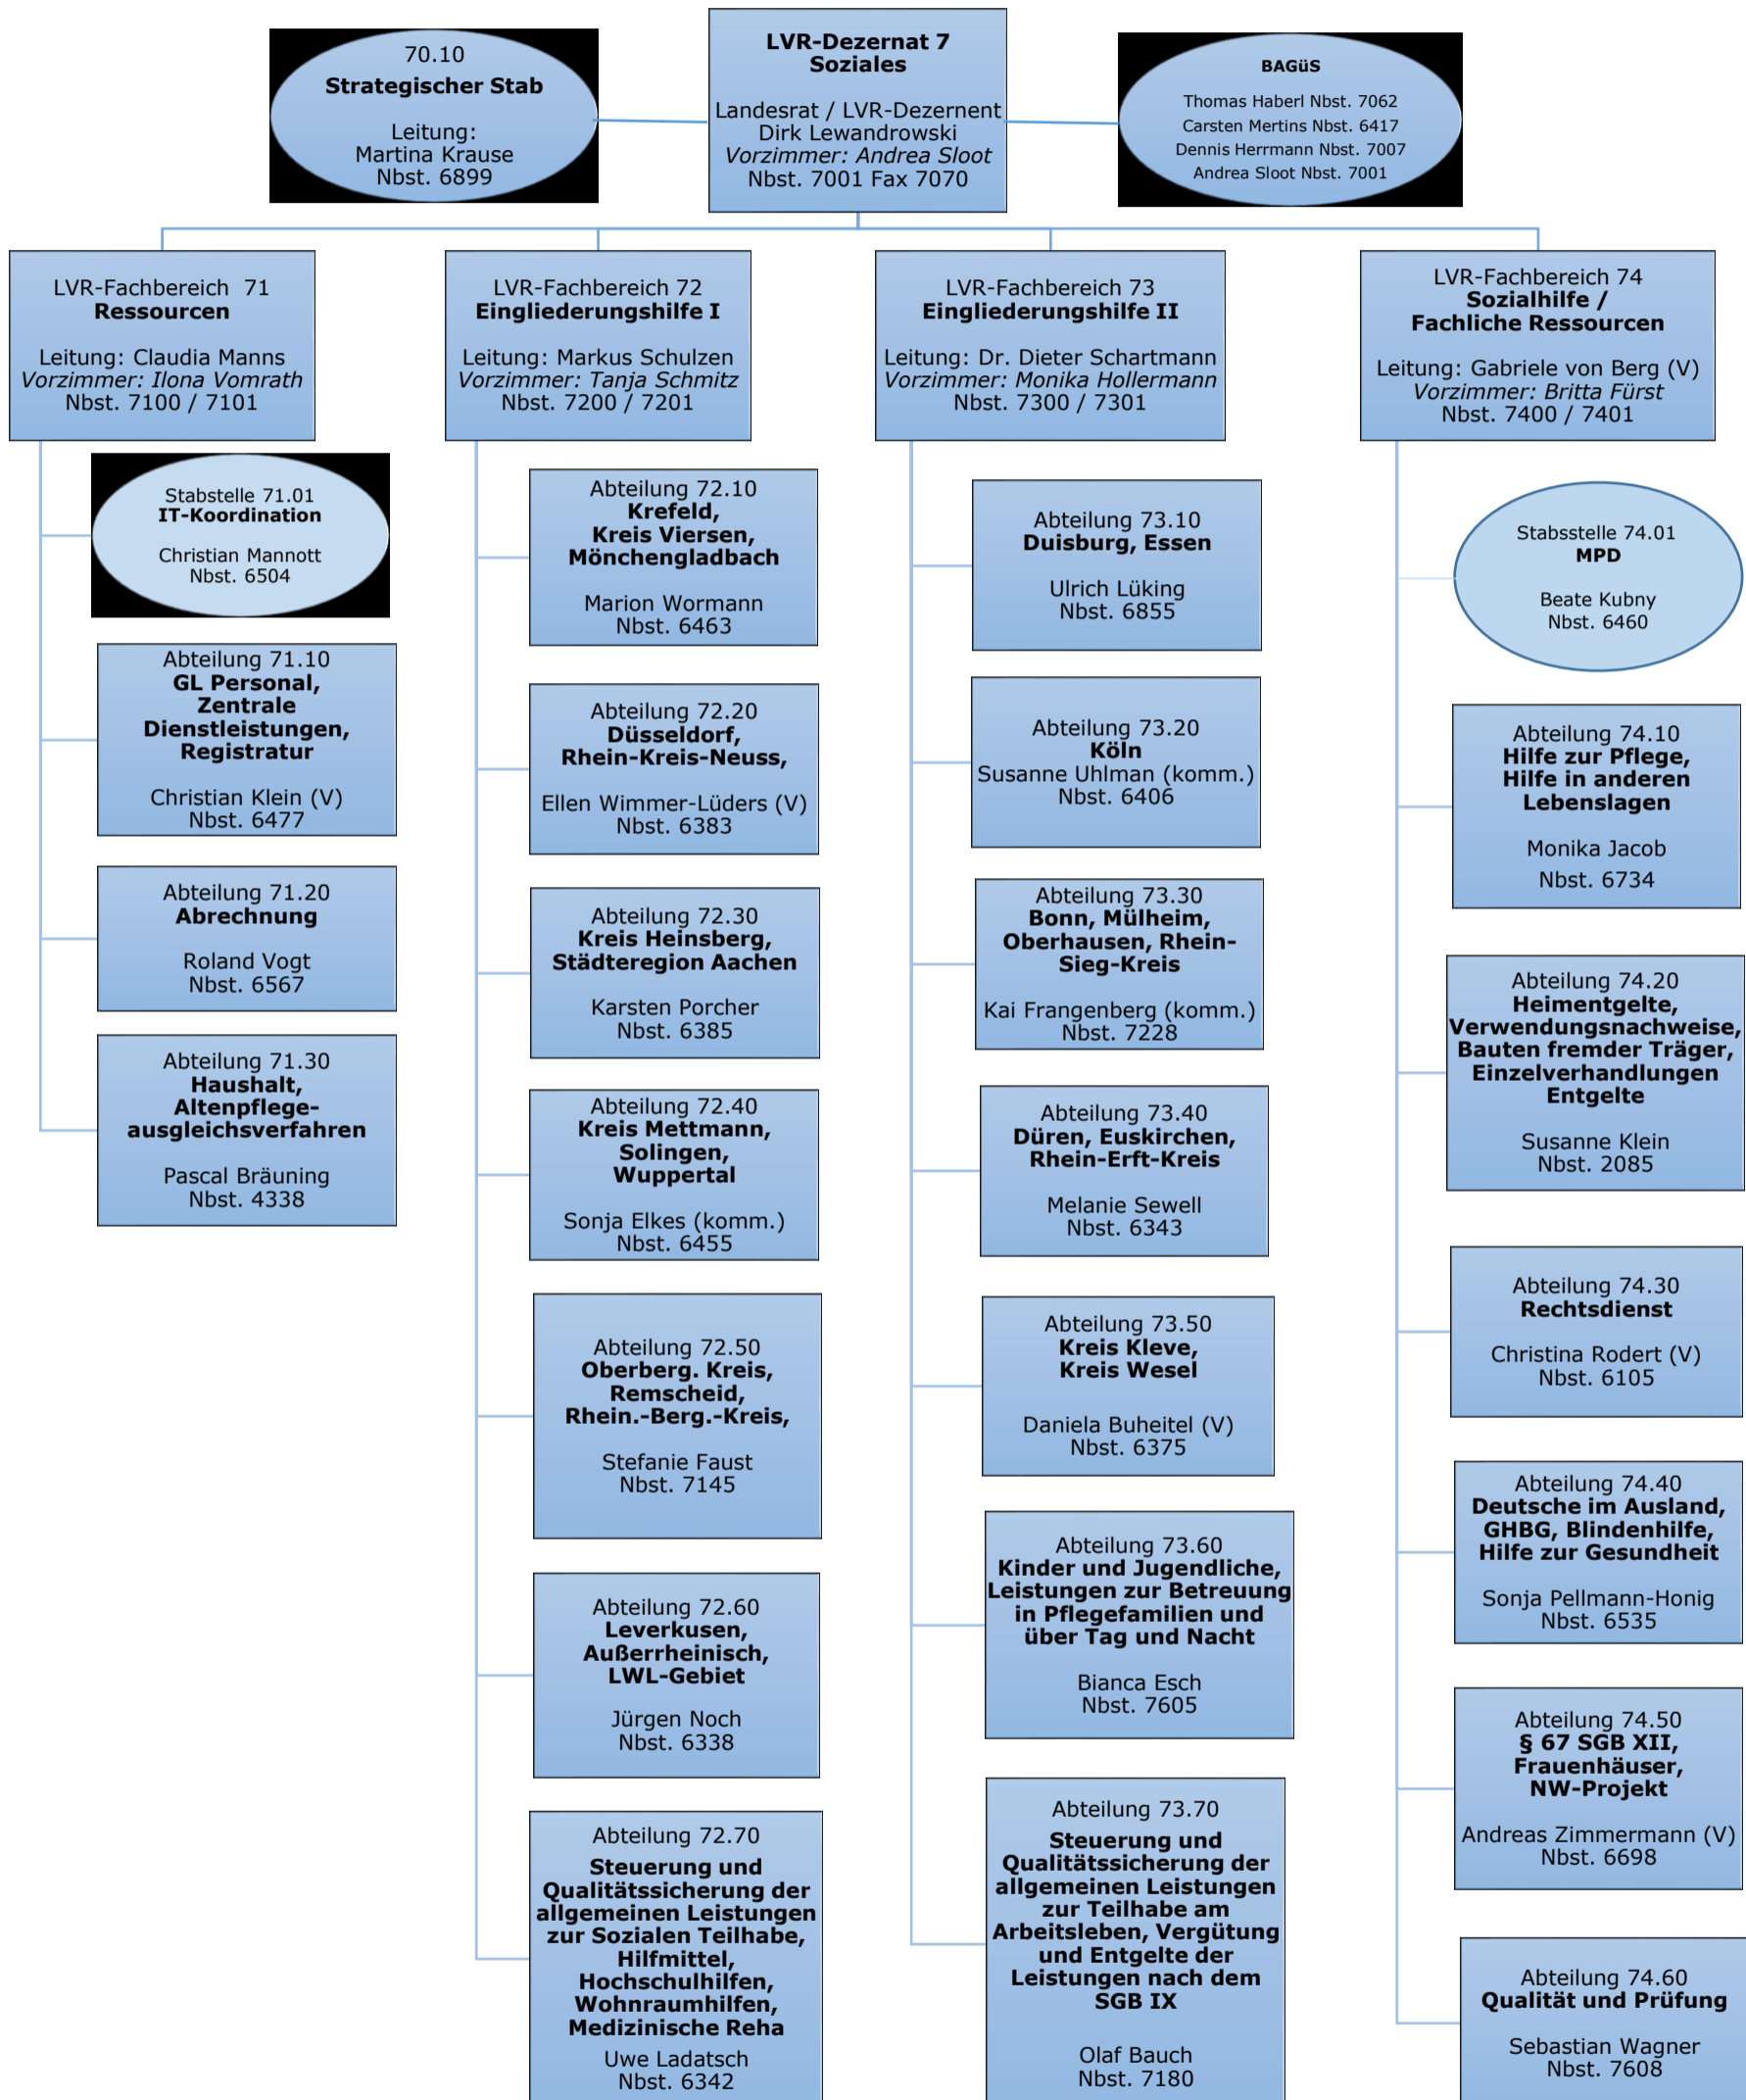 70.10
Strategischer Stab
Leitung:
Martina Krause
Nbst. 6899
LVR-Dezernat 7
Soziales
Landesrat / LVR-Dezernent
Dirk Lewandrowski
Vorzimmer: Andrea Sloot
Nbst. 7001 Fax 7070
BAGüS
Thomas Haberl Nbst. 7062
Carsten Mertins Nbst. 6417
Dennis Herrmann Nbst. 7007
Andrea Sloot Nbst. 7001
LVR-Fachbereich 71
Ressourcen
Leitung: Claudia Manns
Vorzimmer: Ilona Vomrath
Nbst. 7100 / 7101
Stabstelle 71.01
IT-Koordination
Christian Mannott
Nbst. 6504
Abteilung 71.10
GL Personal,
Zentrale
Dienstleistungen,
Registratur
Christian Klein (V)
Nbst. 6477
Abteilung 71.20
Abrechnung
Roland Vogt
Nbst. 6567
Abteilung 71.30
Haushalt,
Altenpflege-
ausgleichsverfahren
Pascal Bräuning
Nbst. 4338
LVR-Fachbereich 72
Eingliederungshilfe I
Leitung: Markus Schulzen
Vorzimmer: Tanja Schmitz
Nbst. 7200 / 7201
Abteilung 72.10
Krefeld,
Kreis Viersen,
Mönchengladbach
Marion Wormann
Nbst. 6463
Abteilung 72.20
Düsseldorf,
Rhein-Kreis-Neuss,
Ellen Wimmer-Lüders (V)
Nbst. 6383
Abteilung 72.30
Kreis Heinsberg,
Städteregion Aachen
Karsten Porcher
Nbst. 6385
Abteilung 72.40
Kreis Mettmann,
Solingen,
Wuppertal
Sonja Elkes (komm.)
Nbst. 6455
Abteilung 72.50
Oberberg. Kreis,
Remscheid,
Rhein.-Berg.-Kreis,
Stefanie Faust
Nbst. 7145
Abteilung 72.60
Leverkusen,
Außerrheinisch,
LWL-Gebiet
Jürgen Noch
Nbst. 6338
Abteilung 72.70
Steuerung und
Qualitätssicherung der
allgemeinen Leistungen
zur Sozialen Teilhabe,
Hilfmittel,
Hochschulhilfen,
Wohnraumhilfen,
Medizinische Reha
Uwe Ladatsch
Nbst. 6342
LVR-Fachbereich 73
Eingliederungshilfe II
Leitung: Dr. Dieter Schartmann
Vorzimmer: Monika Hollermann
Nbst. 7300 / 7301
Abteilung 73.10
Duisburg, Essen
Ulrich Lüking
Nbst. 6855
Abteilung 73.20
Köln
Susanne Uhlman (komm.)
Nbst. 6406
Abteilung 73.30
Bonn, Mülheim,
Oberhausen, Rhein-
Sieg-Kreis
Kai Frangenberg (komm.)
Nbst. 7228
Abteilung 73.40
Düren, Euskirchen,
Rhein-Erft-Kreis
Melanie Sewell
Nbst. 6343
Abteilung 73.50
Kreis Kleve,
Kreis Wesel
Daniela Buheitel (V)
Nbst. 6375
Abteilung 73.60
Kinder und Jugendliche,
Leistungen zur Betreuung
in Pflegefamilien und
über Tag und Nacht
Bianca Esch
Nbst. 7605
Abteilung 73.70
Steuerung und
Qualitätssicherung der
allgemeinen Leistungen
zur Teilhabe am
Arbeitsleben, Vergütung
und Entgelte der
Leistungen nach dem
SGB IX
Olaf Bauch
Nbst. 7180
LVR-Fachbereich 74
Sozialhilfe /
Fachliche Ressourcen
Leitung: Gabriele von Berg (V)
Vorzimmer: Britta Fürst
Nbst. 7400 / 7401
Stabsstelle 74.01
MPD
Beate Kubny
Nbst. 6460
Abteilung 74.10
Hilfe zur Pflege,
Hilfe in anderen
Lebenslagen
Monika Jacob
Nbst. 6734
Abteilung 74.20
Heimentgelte,
Verwendungsnachweise,
Bauten fremder Träger,
Einzelverhandlungen
Entgelte
Susanne Klein
Nbst. 2085
Abteilung 74.30
Rechtsdienst
Christina Rodert (V)
Nbst. 6105
Abteilung 74.40
Deutsche im Ausland,
GHBG, Blindenhilfe,
Hilfe zur Gesundheit
Sonja Pellmann-Honig
Nbst. 6535
Abteilung 74.50
§ 67 SGB XII,
Frauenhäuser,
NW-Projekt
Andreas Zimmermann (V)
Nbst. 6698
Abteilung 74.60
Qualität und Prüfung
Sebastian Wagner
Nbst. 7608